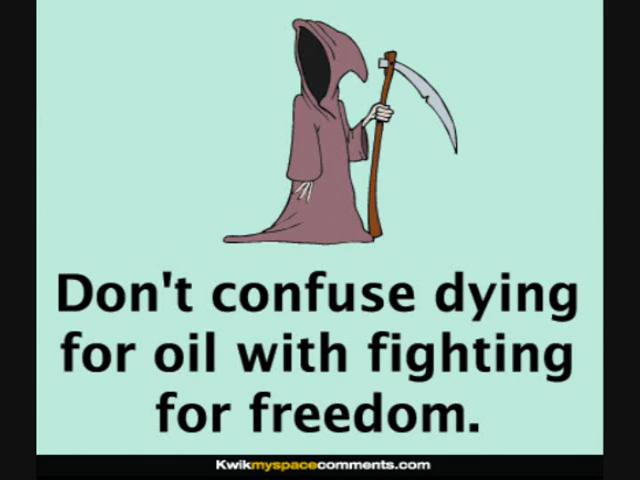 Don't confuse dying
for oil with fighting
for freedom.
Kwikmyspacecomments.com